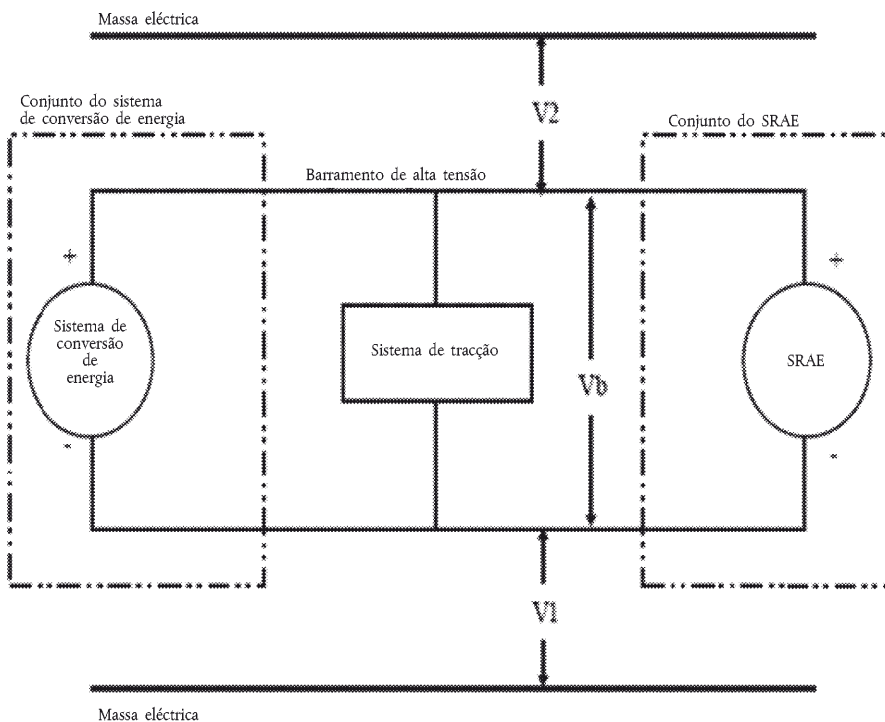 Massa eléctrica
V2
Conjunto do sistema
de conversão de energia
Conjunto do SRAE
Barramento de alta tensão
+
+
Sistema de
conversão
de
energia
Sistema de tracção
SRAE
Vb
-
-
V1
Massa eléctrica